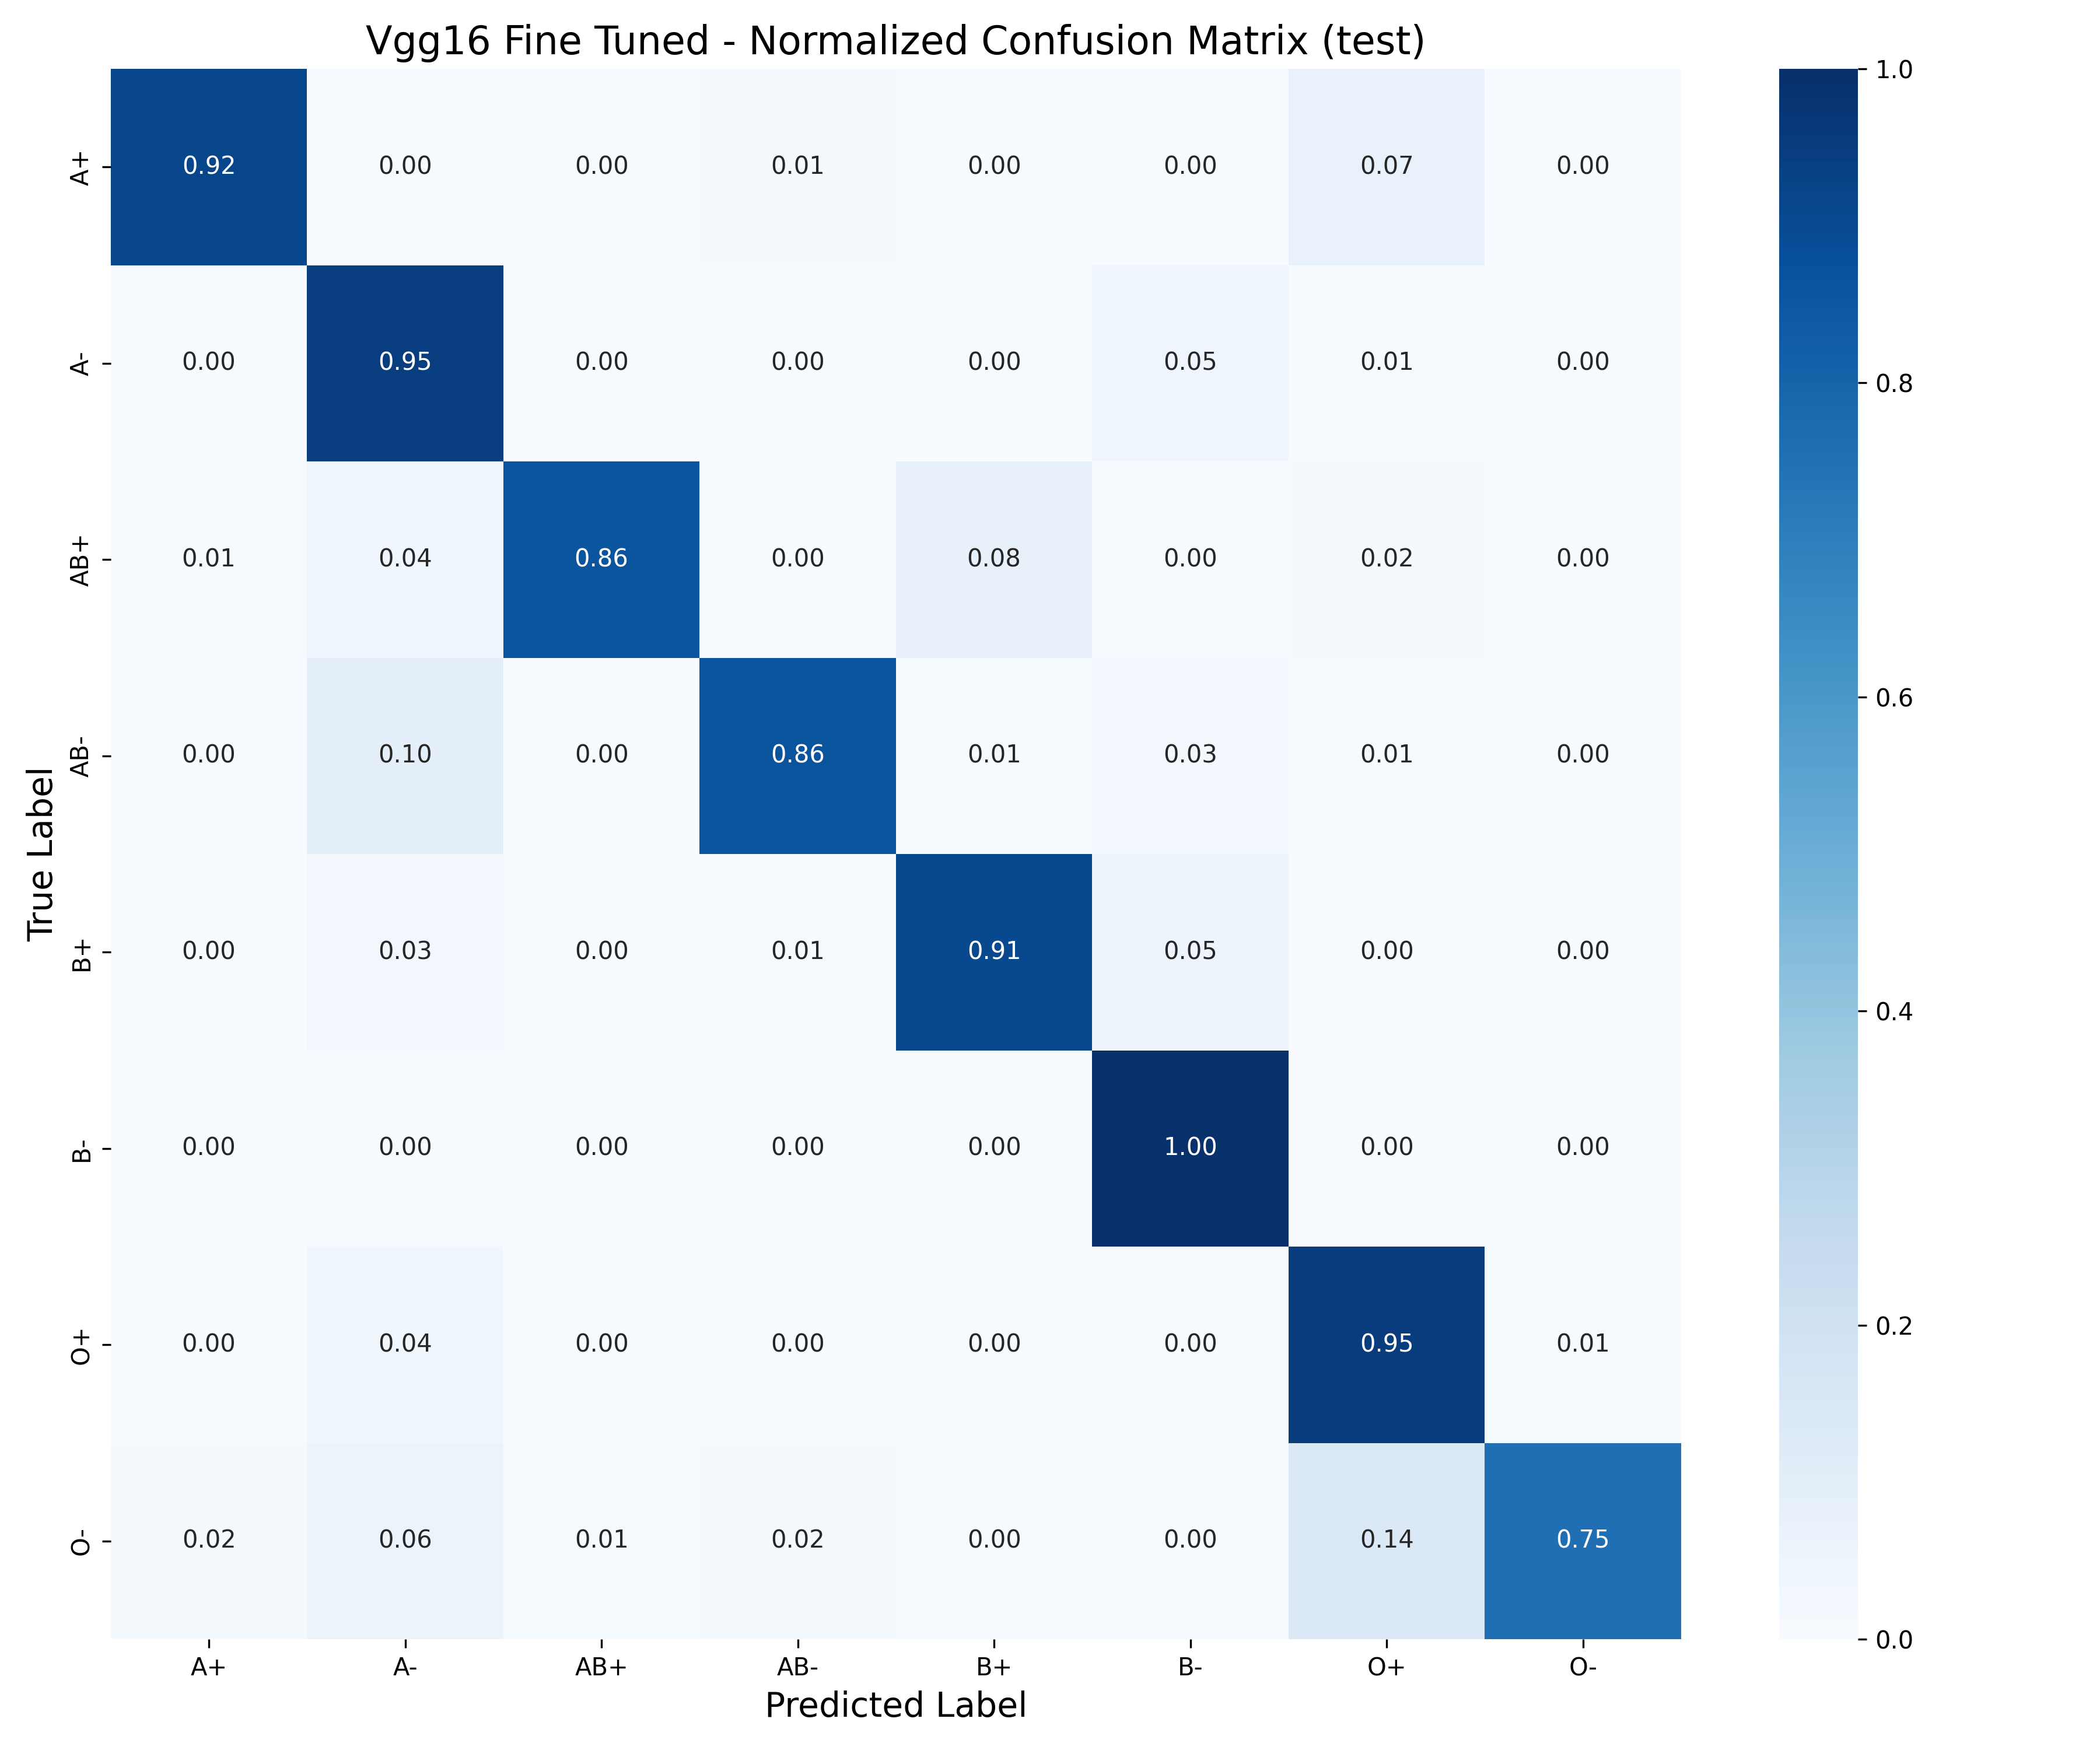 Vgg16 Fine Tuned - Normalized Confusion Matrix (test)
True Label
A+ 0.92 0.00 0.00 0.01 0.00 0.00 0.07 0.00
A- 0.00 0.95 0.00 0.00 0.00 0.05 0.01 0.00
AB+ 0.01 0.04 0.86 0.00 0.08 0.00 0.02 0.00
AB- 0.00 0.10 0.00 0.86 0.01 0.03 0.01 0.00
B+ 0.00 0.03 0.00 0.01 0.91 0.05 0.00 0.00
B- 0.00 0.00 0.00 0.00 0.00 1.00 0.00 0.00
O+ 0.00 0.04 0.00 0.00 0.00 0.00 0.95 0.01
O- 0.02 0.06 0.01 0.02 0.00 0.00 0.14 0.75
A+ A- AB+ AB- B+ B- O+ O-
Predicted Label
1.0
0.8
0.6
0.4
0.2
0.0